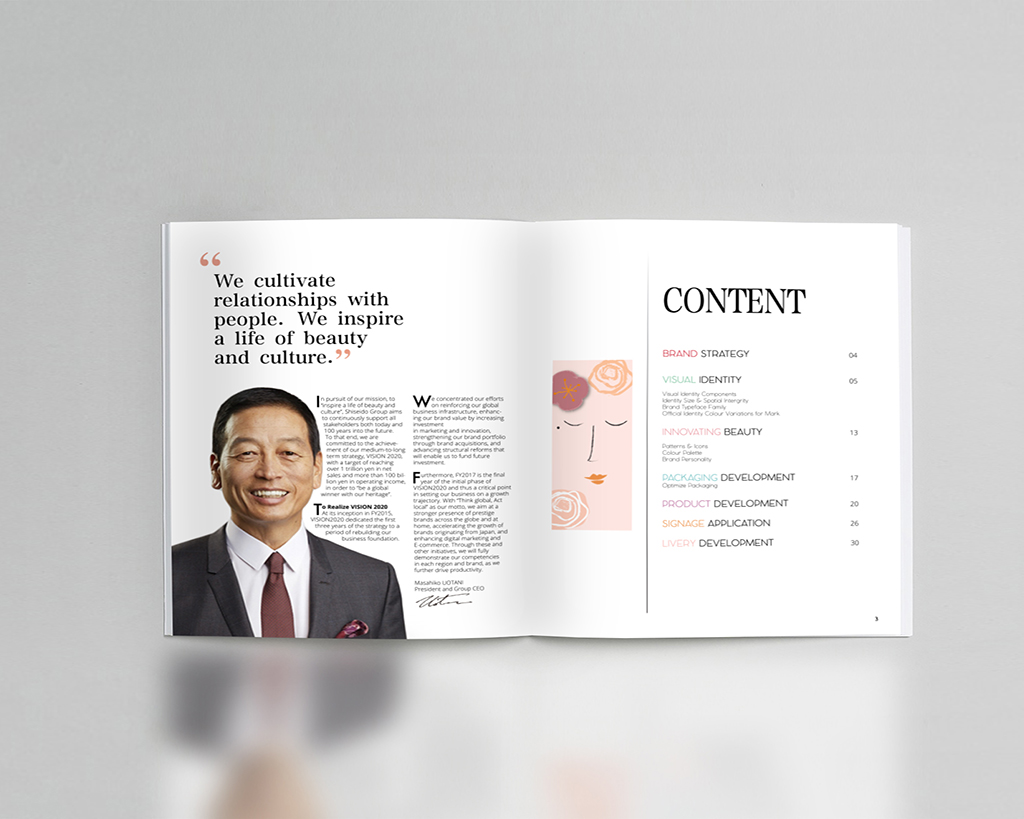 “
We cultivate
relationships with
people. We inspire
a life of beauty
and culture.”
In pursuit of our mission, to
“inspire a life of beauty and
culture”, Shiseido Group aims
to continuously support all
stakeholders both today and
100 years into the future.
To that end, we are
committed to the achieve-
ment of our medium-to-long
term strategy, VISION 2020,
with a target of reaching
over 1 trillion yen in net
sales and more than 100 bil-
lion yen in operating income,
in order to “be a global
winner with our heritage”.
To Realize VISION 2020
At its inception in FY2015,
VISION2020 dedicated the first
three years of the strategy to a
period of rebuilding our
business foundation.
We concentrated our efforts
on reinforcing our global
business infrastructure, enhanc-
ing our brand value by increasing
investment
in marketing and innovation,
strengthening our brand portfolio
through brand acquisitions, and
advancing structural reforms that
will enable us to fund future
investment.
Furthermore, FY2017 is the final
year of the initial phase of
VISION2020 and thus a critical point
in setting our business on a growth
trajectory. With “Think global, Act
local” as our motto, we aim at a
stronger presence of prestige
brands across the globe and at
home, accelerating the growth of
brands originating from Japan, and
enhancing digital marketing and
E-commerce. Through these and
other initiatives, we will fully
demonstrate our competencies
in each region and brand, as we
further drive productivity.
Masahiko UOTANI
President and Group CEO
CONTENT
BRAND STRATEGY 04
VISUAL IDENTITY 05
Visual Identity Components
Identity Size & Spatial Intergrity
Brand Typeface Family
Official Identity Colour Variations for Mark
INNOVATING BEAUTY 13
Patterns & Icons
Colour Palette
Brand Personality
PACKAGING DEVELOPMENT 17
Optimize Packaging
PRODUCT DEVELOPMENT 20
SIGNAGE APPLICATION 26
LIVERY DEVELOPMENT 30
3